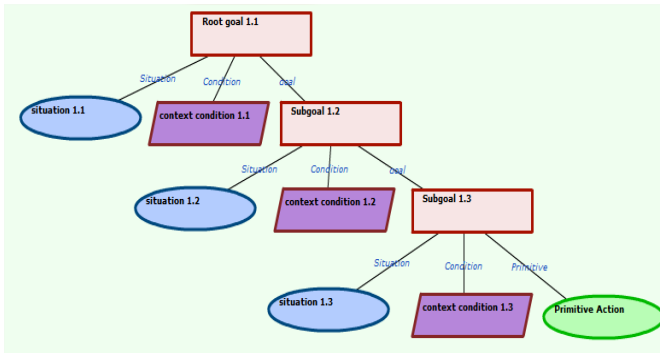 Root goal 1.1
Situation
Condition
Goal
situation 1.1
context condition 1.1
Subgoal 1.2
Situation
Condition
Goal
situation 1.2
context condition 1.2
Subgoal 1.3
Situation
Condition
Primitive
situation 1.3
context condition 1.3
Primitive Action